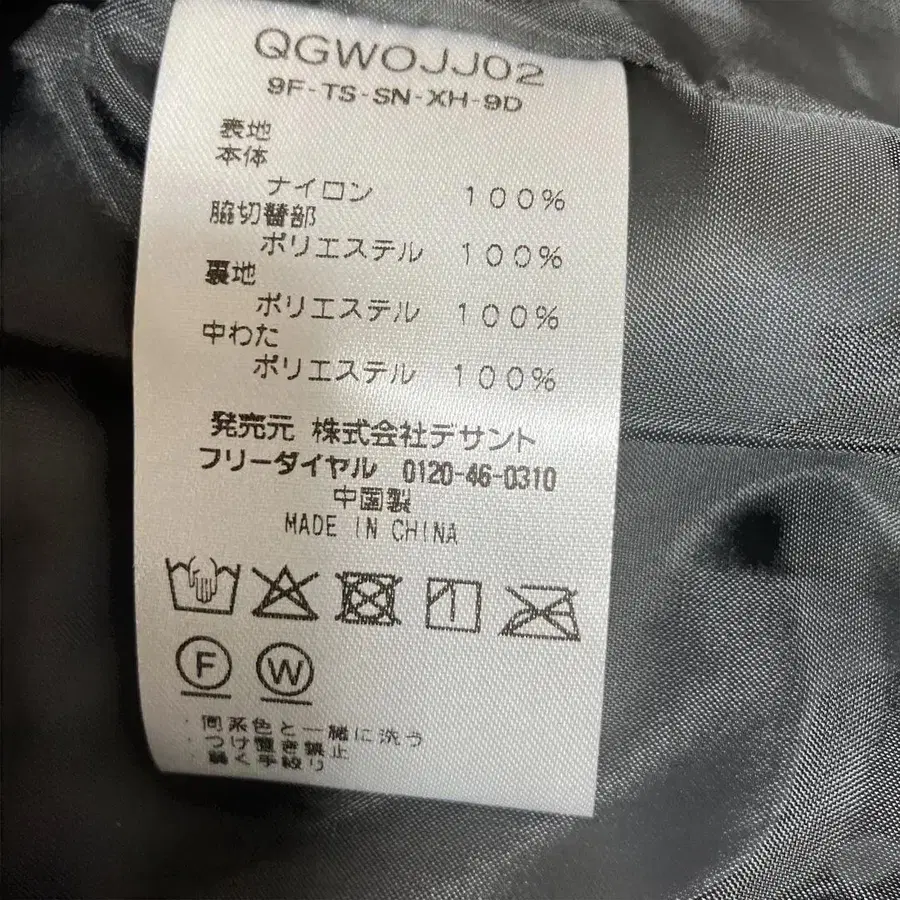 QGWOJJ02
9F-TS-SN-XH-9D
表地
本体
ナイロン 100%
脇切替部
ポリエステル 100%
裏地
ポリエステル 100%
中わた
ポリエステル 100%
発売元 株式会社デサント
フリーダイヤル 0120-46-0310
中国製
MADE IN CHINA
F W
・同系色と一緒に洗う
・つけ置き禁止
・弱く手絞り